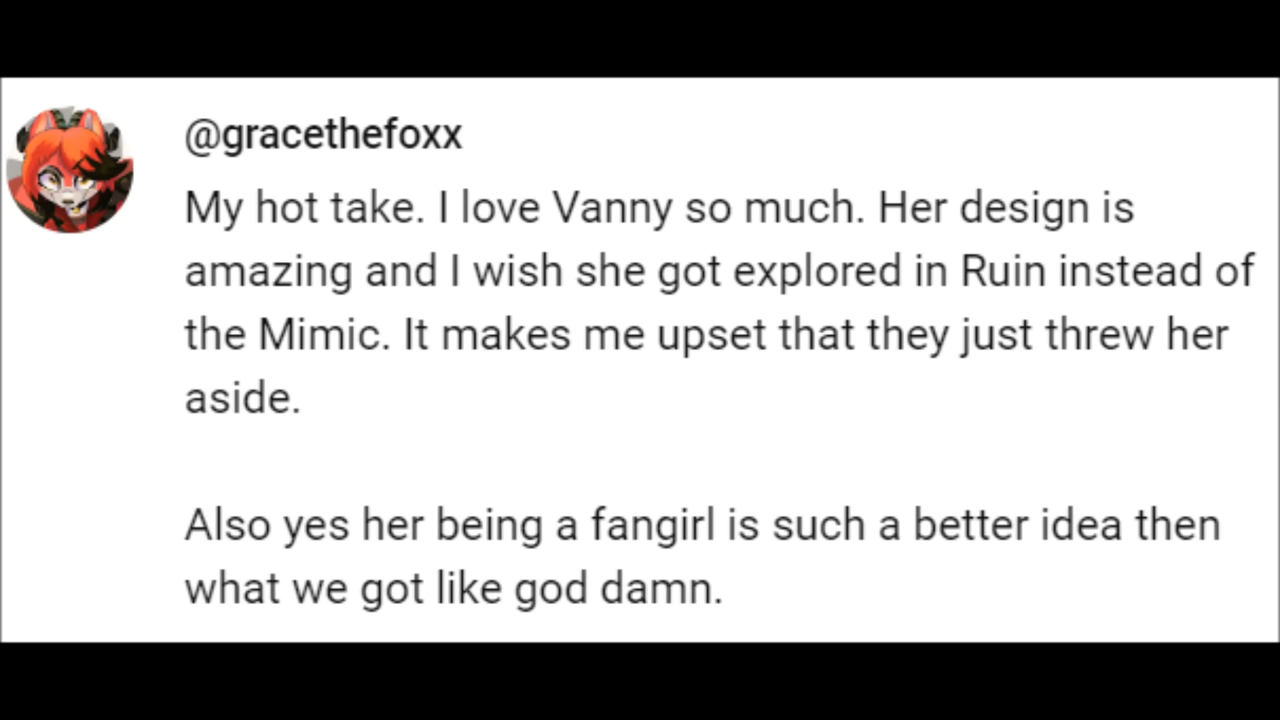 @gracethefoxx
My hot take. I love Vanny so much. Her design is
amazing and I wish she got explored in Ruin instead of
the Mimic. It makes me upset that they just threw her
aside.
Also yes her being a fangirl is such a better idea then
what we got like god damn.